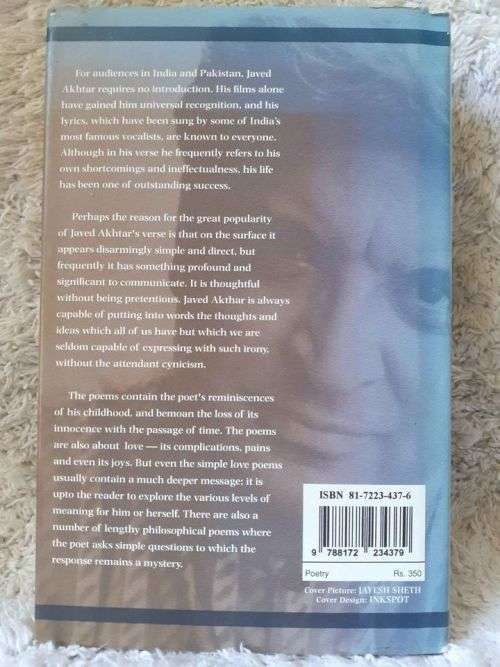 For audiences in India and Pakistan, Javed
Akhtar requires no introduction. His films alone
have gained him universal recognition, and his
lyrics, which have been sung by some of India's
most famous vocalists, are known to everyone.
Although in his verse he frequently refers to his
own shortcomings and ineffectualness, his life
has been one of outstanding success.
Perhaps the reason for the great popularity
of Javed Akhtar's verse is that on the surface it
appears disarmingly simple and direct, but
frequently it has something profound and
significant to communicate. It is thoughtful
without being pretentious. Javed Akthar is always
capable of putting into words the thoughts and
ideas which all of us have but which we are
seldom capable of expressing with such irony,
without the attendant cynicism.
The poems contain the poet's reminiscences
of his childhood, and bemoan the loss of its
innocence with the passage of time. The poems
are also about love — its complications, pains
and even its joys. But even the simple love poems
usually contain a much deeper message: it is
upto the reader to explore the various levels of
meaning for him or herself. There are also a
number of lengthy philosophical poems where
the poet asks simple questions to which the
response remains a mystery.
ISBN 81-7223-437-6
9 788172 234379
Poetry Rs. 350
Cover Picture: JAYESH SHETH
Cover Design: INKSPOT